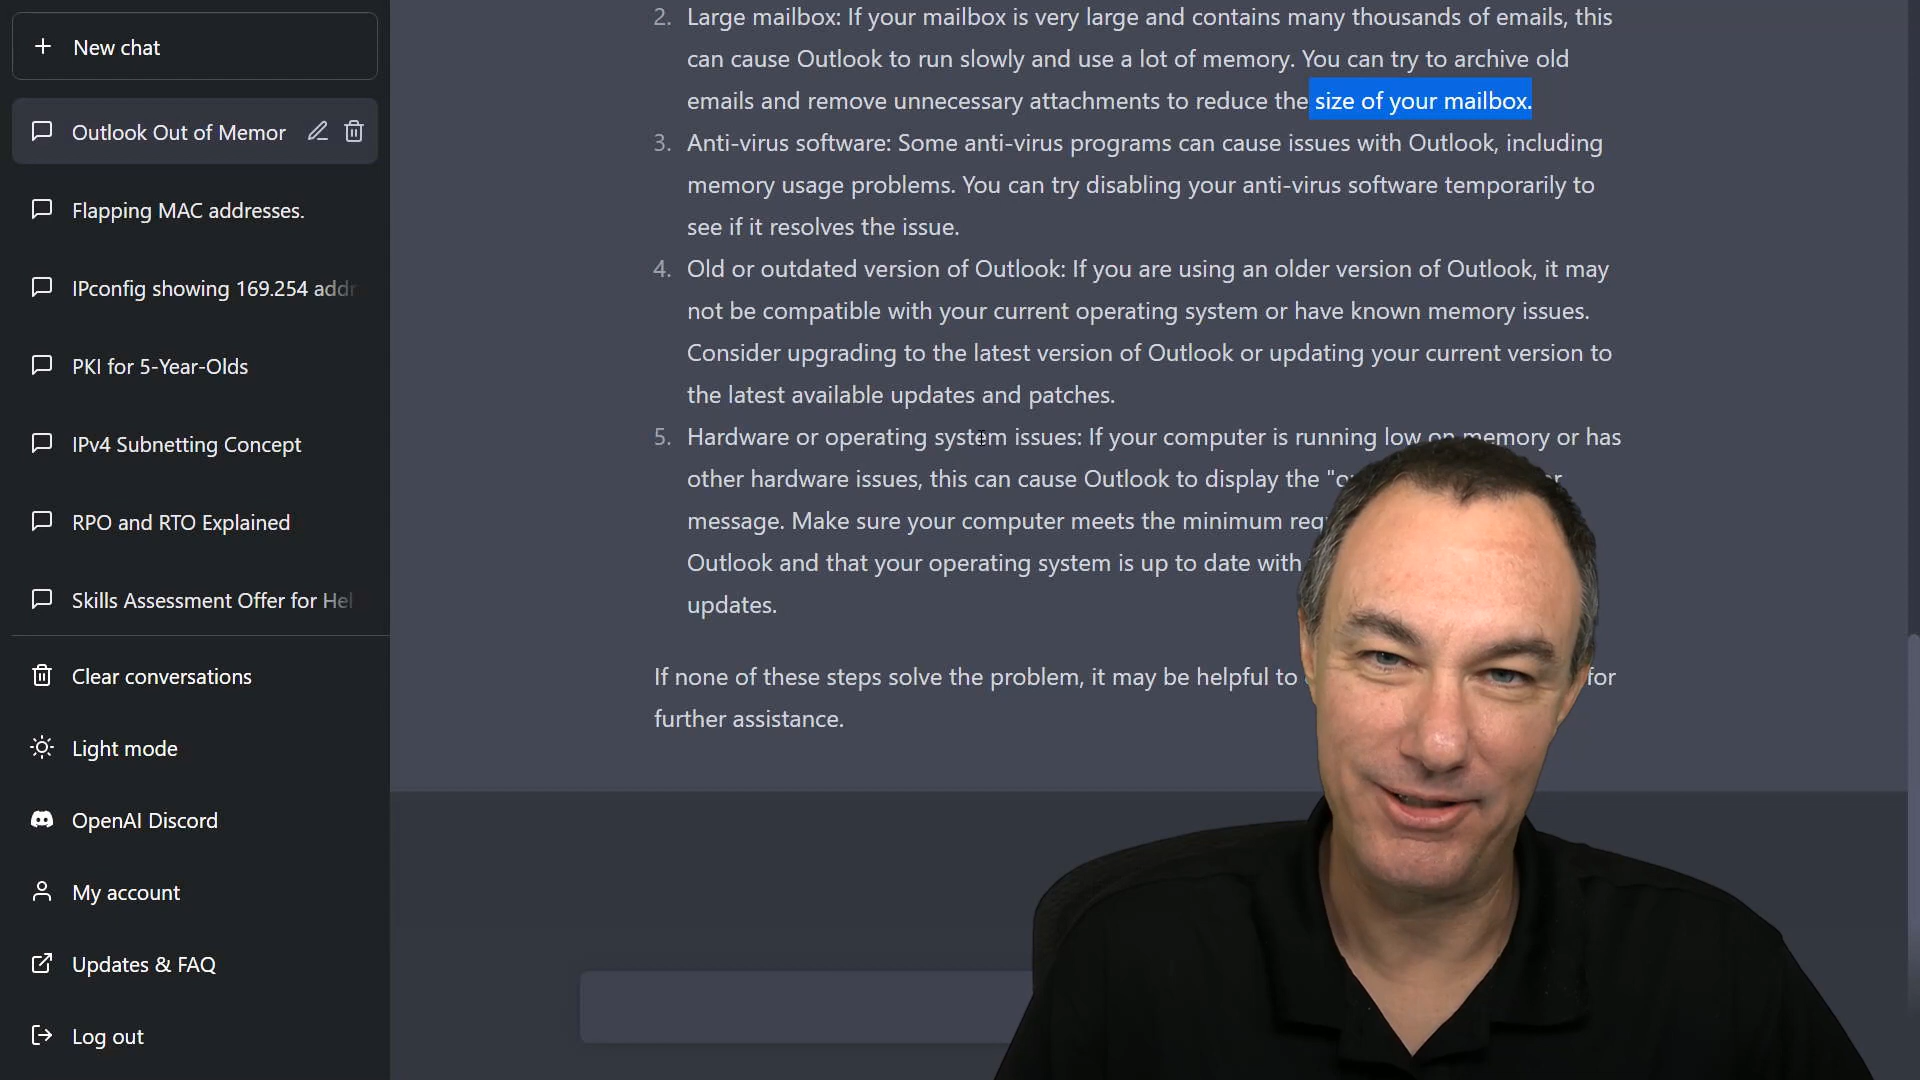 New chat
Outlook Out of Memor
Flapping MAC addresses.
IPconfig showing 169.254 addr
PKI for 5-Year-Olds
IPv4 Subnetting Concept
RPO and RTO Explained
Skills Assessment Offer for Hel
Clear conversations
Light mode
OpenAI Discord
My account
Updates & FAQ
Log out
2. Large mailbox: If your mailbox is very large and contains many thousands of emails, this
can cause Outlook to run slowly and use a lot of memory. You can try to archive old
emails and remove unnecessary attachments to reduce the size of your mailbox.
3. Anti-virus software: Some anti-virus programs can cause issues with Outlook, including
memory usage problems. You can try disabling your anti-virus software temporarily to
see if it resolves the issue.
4. Old or outdated version of Outlook: If you are using an older version of Outlook, it may
not be compatible with your current operating system or have known memory issues.
Consider upgrading to the latest version of Outlook or updating your current version to
the latest available updates and patches.
5. Hardware or operating system issues: If your computer is running low on memory or has
other hardware issues, this can cause Outlook to display the
message. Make sure your computer meets the minimum
Outlook and that your operating system is up to date with
updates.
If none of these steps solve the problem, it may be helpful to for
further assistance.